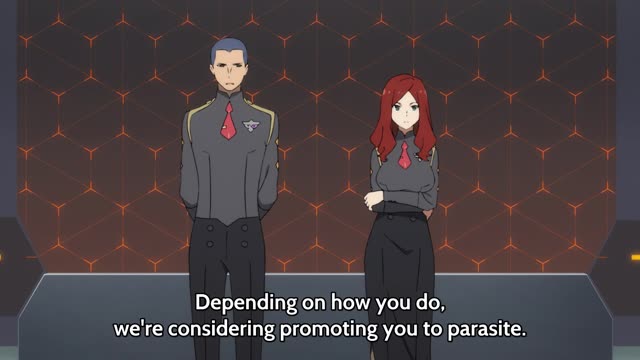 Depending on how you do,
we're considering promoting you to parasite.